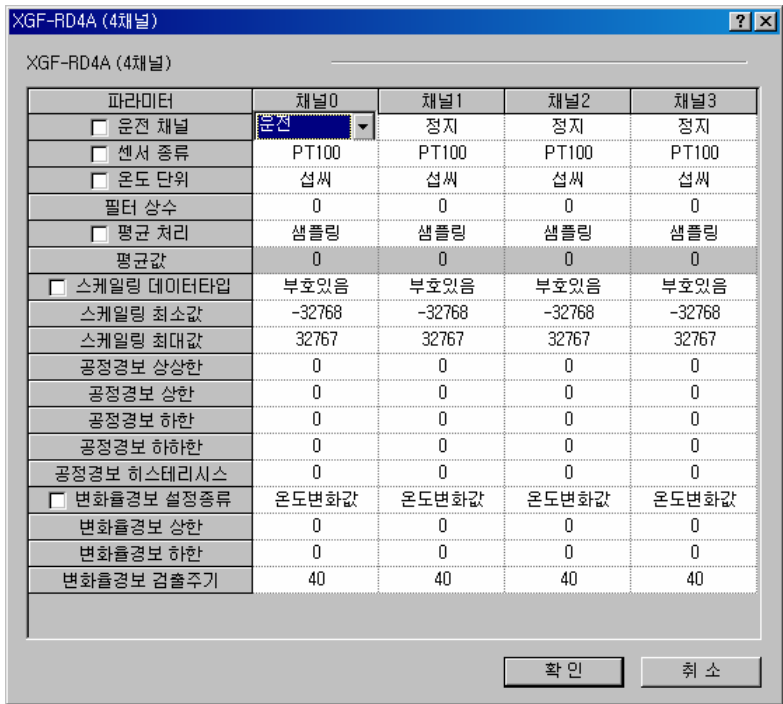 XGF-RD4A (4채널)
XGF-RD4A (4채널)
파라미터 채널0 채널1 채널2 채널3
운전 채널 운전 정지 정지 정지
센서 종류 PT100 PT100 PT100 PT100
온도 단위 섭씨 섭씨 섭씨 섭씨
필터 상수 0 0 0 0
평균 처리 샘플링 샘플링 샘플링 샘플링
평균값 0 0 0 0
스케일링 데이터타입 부호있음 부호있음 부호있음 부호있음
스케일링 최소값 -32768 -32768 -32768 -32768
스케일링 최대값 32767 32767 32767 32767
공정경보 상상한 0 0 0 0
공정경보 상한 0 0 0 0
공정경보 하한 0 0 0 0
공정경보 하하한 0 0 0 0
공정경보 히스테리시스 0 0 0 0
변화율경보 설정종류 온도변화값 온도변화값 온도변화값 온도변화값
변화율경보 상한 0 0 0 0
변화율경보 하한 0 0 0 0
변화율경보 검출주기 40 40 40 40
확 인 취 소